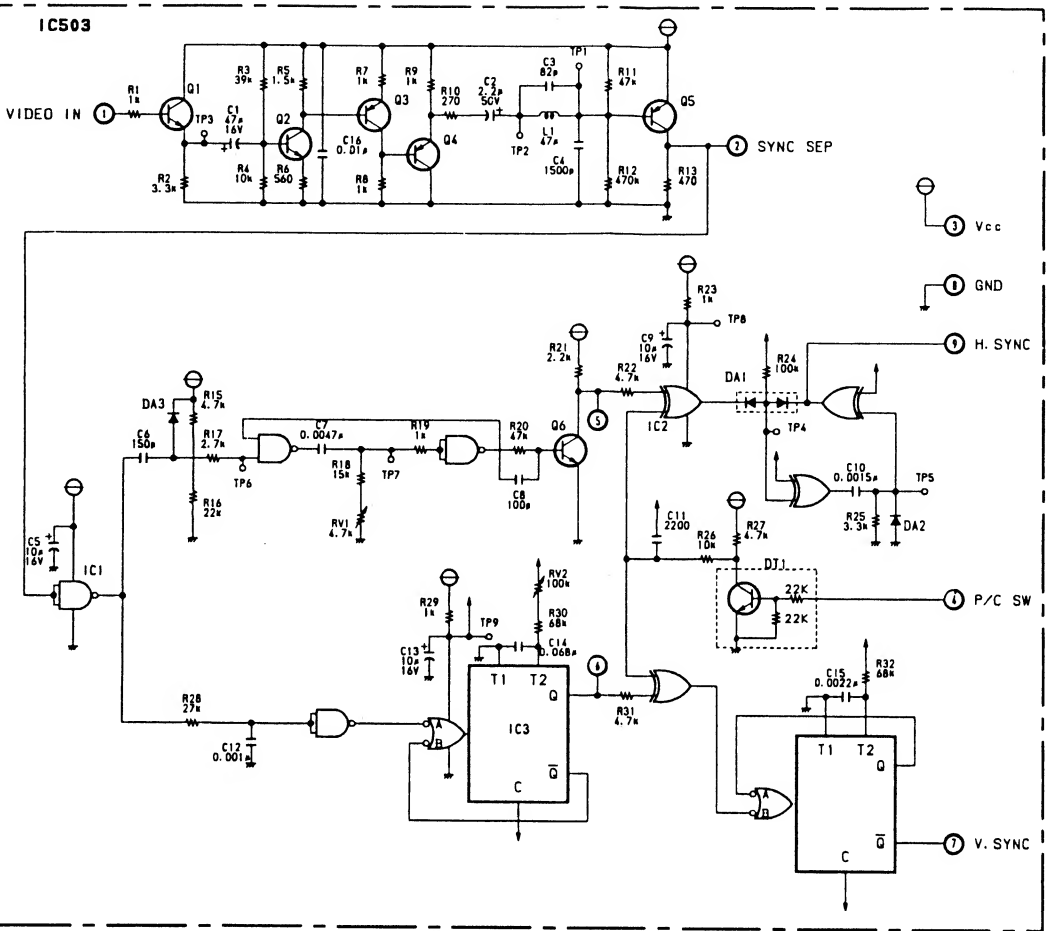 IC503
VIDEO IN
1
R1
1k
Q1
R2
3.3k
TP3
C1
47μ
16V
R3
39k
R4
10k
R5
1.5k
Q2
R6
560
C16
0.01μ
R7
1k
Q3
R8
1k
R9
1k
Q4
R10
270
C2
2.2μ
50V
TP2
C3
82p
L1
47μ
TP1
C4
1500p
R11
47k
R12
470k
Q5
R13
470
2 SYNC SEP
3 Vcc
8 GND
9 H. SYNC
4 P/C SW
7 V. SYNC
C5
10μ
16V
IC1
C6
150p
DA3
R15
4.7k
R17
2.7k
R16
22k
TP6
C7
0.0047μ
R18
15k
RV1
4.7k
TP7
R19
1k
R20
47k
C8
100p
Q6
R21
2.2k
5
R22
4.7k
C9
10μ
16V
R23
1k
TP8
IC2
DA1
R24
100k
TP4
C10
0.0015μ
TP5
R25
3.3k
DA2
C11
2200
R26
10k
R27
4.7k
DT1
22K
22K
R28
27k
C12
0.001μ
C13
10μ
16V
R29
1k
TP9
RV2
100k
R30
68k
C14
0.068μ
A
B
T1 T2
Q
IC3
Q̅
C
6
R31
4.7k
C15
0.0022μ
R32
68k
A
B
T1 T2
Q
Q̅
C